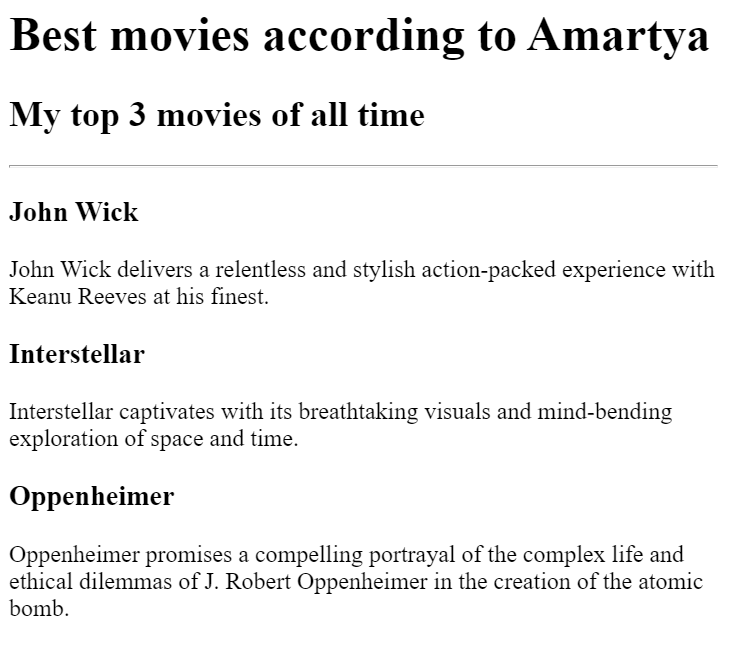 Best movies according to Amartya
My top 3 movies of all time
John Wick
John Wick delivers a relentless and stylish action-packed experience with
Keanu Reeves at his finest.
Interstellar
Interstellar captivates with its breathtaking visuals and mind-bending
exploration of space and time.
Oppenheimer
Oppenheimer promises a compelling portrayal of the complex life and
ethical dilemmas of J. Robert Oppenheimer in the creation of the atomic
bomb.